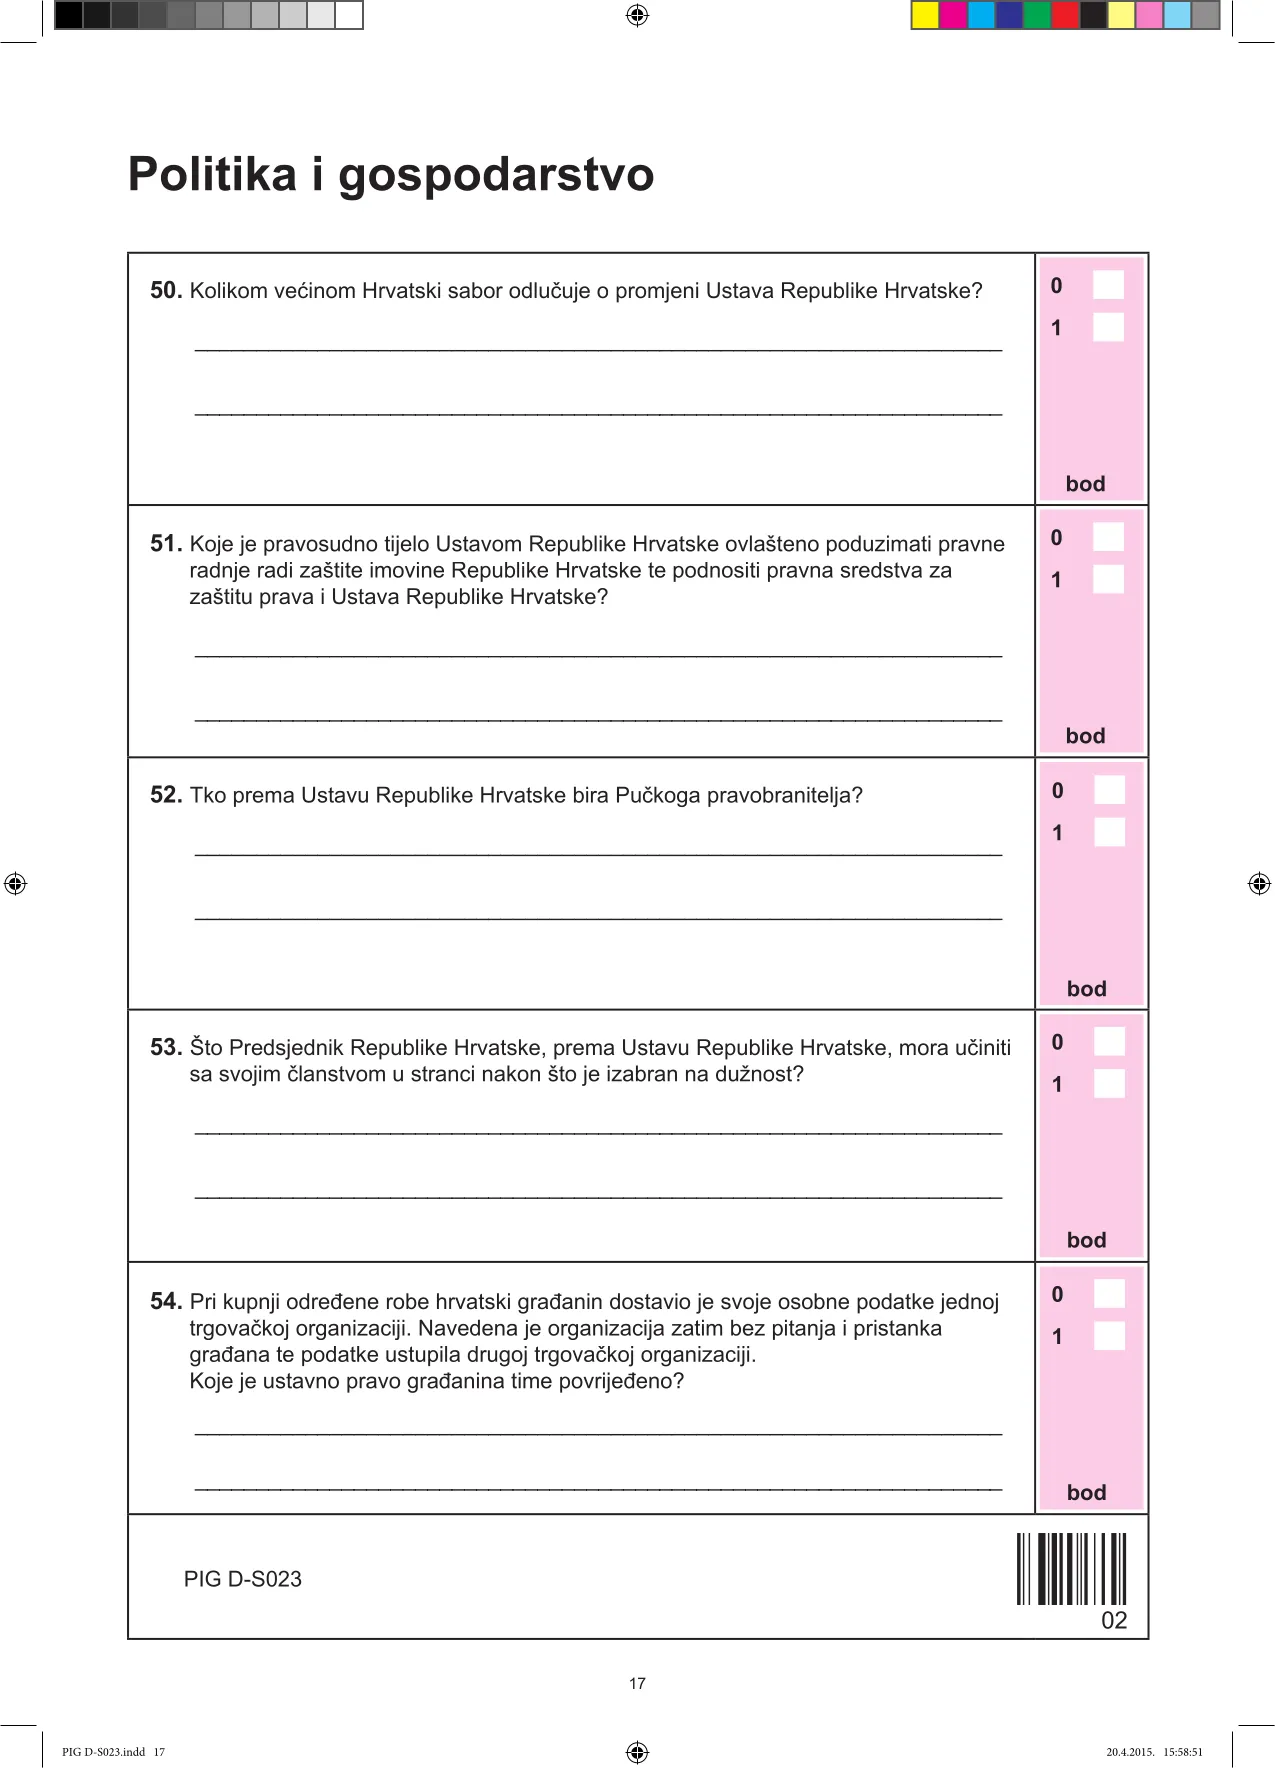 Politika i gospodarstvo
50. Kolikom većinom Hrvatski sabor odlučuje o promjeni Ustava Republike Hrvatske?
0
1
bod
51. Koje je pravosudno tijelo Ustavom Republike Hrvatske ovlašteno poduzimati pravne
radnje radi zaštite imovine Republike Hrvatske te podnositi pravna sredstva za
zaštitu prava i Ustava Republike Hrvatske?
0
1
bod
52. Tko prema Ustavu Republike Hrvatske bira Pučkoga pravobranitelja?
0
1
bod
53. Što Predsjednik Republike Hrvatske, prema Ustavu Republike Hrvatske, mora učiniti
sa svojim članstvom u stranci nakon što je izabran na dužnost?
0
1
bod
54. Pri kupnji određene robe hrvatski građanin dostavio je svoje osobne podatke jednoj
trgovačkoj organizaciji. Navedena je organizacija zatim bez pitanja i pristanka
građana te podatke ustupila drugoj trgovačkoj organizaciji.
Koje je ustavno pravo građanina time povrijeđeno?
0
1
bod
PIG D-S023
02
17
PIG D-S023.indd 17
20.4.2015. 15:58:51